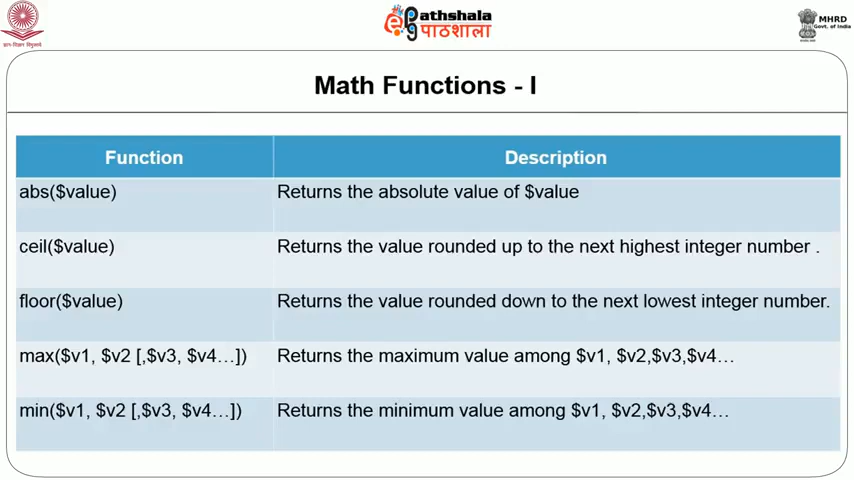 ePathshala
पाठशाला
ज्ञान-विज्ञान विमुक्तये
MHRD
Govt. of India
Math Functions - I
Function Description
abs($value) Returns the absolute value of $value
ceil($value) Returns the value rounded up to the next highest integer number .
floor($value) Returns the value rounded down to the next lowest integer number.
max($v1, $v2 [,$v3, $v4…]) Returns the maximum value among $v1, $v2,$v3,$v4…
min($v1, $v2 [,$v3, $v4…]) Returns the minimum value among $v1, $v2,$v3,$v4…